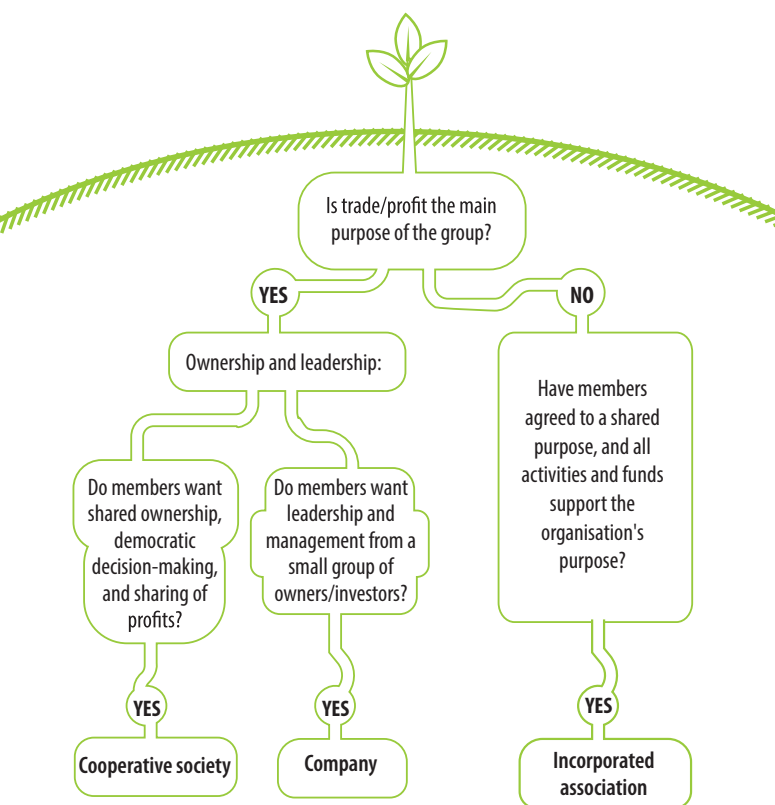 Is trade/profit the main
purpose of the group?
YES
NO
Ownership and leadership:
Do members want
shared ownership,
democratic
decision-making,
and sharing of
profits?
Do members want
leadership and
management from a
small group of
owners/investors?
Have members
agreed to a shared
purpose, and all
activities and funds
support the
organisation's
purpose?
YES
YES
YES
Cooperative society
Company
Incorporated
association